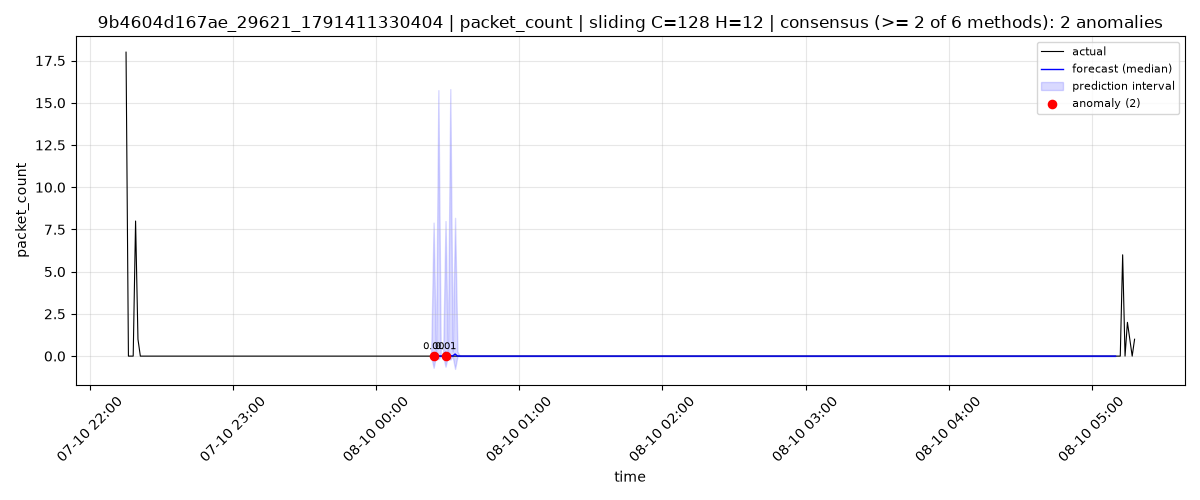 9b4604d167ae_29621_1791411330404 | packet_count | sliding C=128 H=12 | consensus (>= 2 of 6 methods): 2 anomalies
actual
forecast (median)
prediction interval
anomaly (2)
packet_count
17.5
15.0
12.5
10.0
7.5
5.0
2.5
0.0
07-10 22:00
07-10 23:00
08-10 00:00
08-10 01:00
08-10 02:00
08-10 03:00
08-10 04:00
08-10 05:00
time